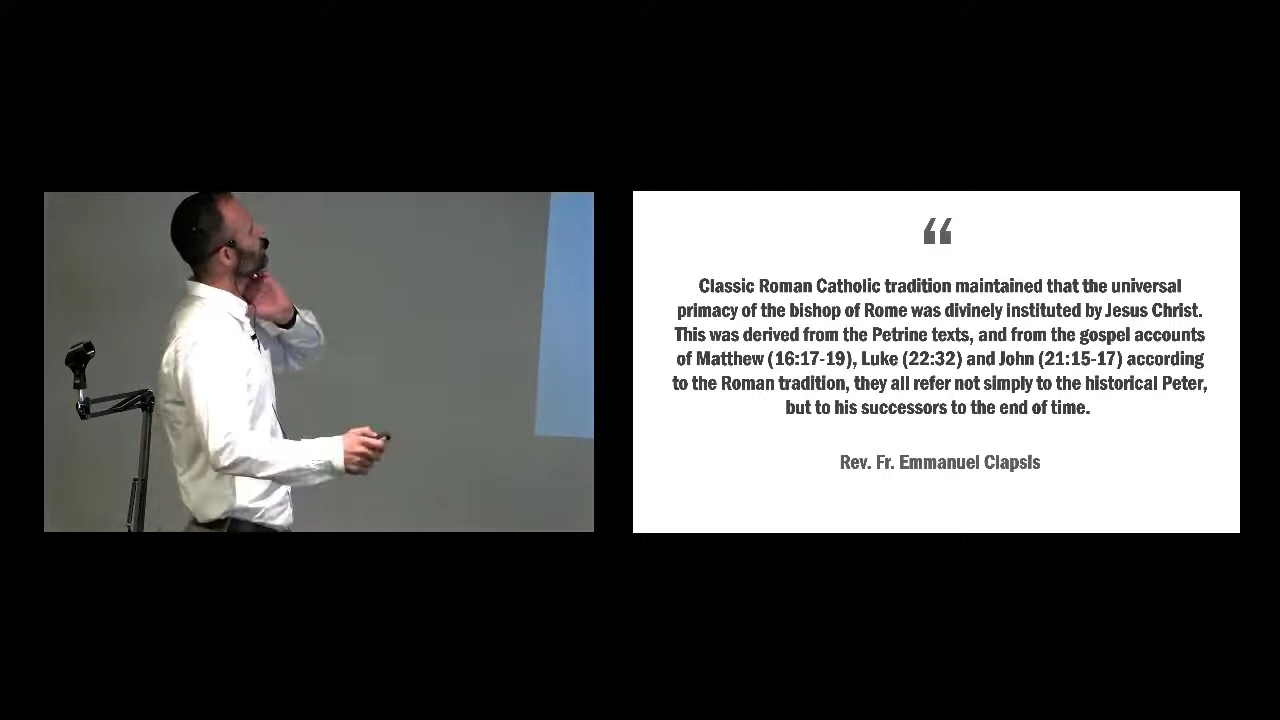 “
Classic Roman Catholic tradition maintained that the universal
primacy of the bishop of Rome was divinely instituted by Jesus Christ.
This was derived from the Petrine texts, and from the gospel accounts
of Matthew (16:17-19), Luke (22:32) and John (21:15-17) according
to the Roman tradition, they all refer not simply to the historical Peter,
but to his successors to the end of time.
Rev. Fr. Emmanuel Clapsis